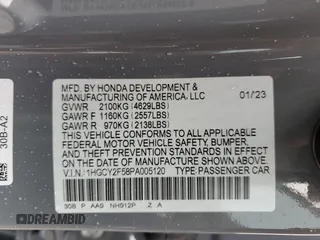 MFD. BY HONDA DEVELOPMENT &
MANUFACTURING OF AMERICA, LLC 01/23
GVWR 2100KG (4629LBS)
GAWR F 1160KG (2557LBS)
GAWR R 970KG (2138LBS)
THIS VEHICLE CONFORMS TO ALL APPLICABLE
FEDERAL MOTOR VEHICLE SAFETY, BUMPER,
AND THEFT PREVENTION STANDARDS IN EFFECT
ON THE DATE OF MANUFACTURE SHOWN ABOVE.
V.I.N.: 1HGCY2F58PA005120 TYPE: PASSENGER CAR
30B P AA9 NH912P Z A
30B-A2
DREAMBID